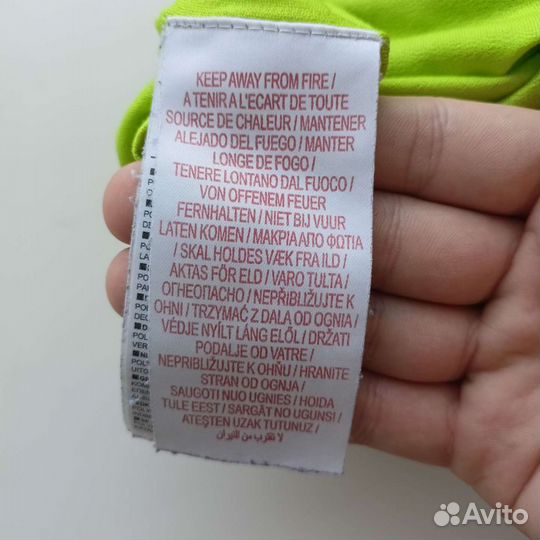 KEEP AWAY FROM FIRE /
A TENIR A L'ECART DE TOUTE
SOURCE DE CHALEUR / MANTENER
ALEJADO DEL FUEGO / MANTER
LONGE DE FOGO /
TENERE LONTANO DAL FUOCO /
VON OFFENEM FEUER
FERNHALTEN / NIET BIJ VUUR
LATEN KOMEN / ΜΑΚΡΙΑ ΑΠΟ ΦΩΤΙΑ
/ SKAL HOLDES VÆK FRA ILD /
AKTAS FÖR ELD / VARO TULTA /
ОГНЕОПАСНО / NEPŘIBLIŽUJTE K
OHNI / TRZYMAĆ Z DALA OD OGNIA /
VÉDJE NYÍLT LÁNG ELŐL / DRŽATI
PODALJE OD VATRE /
NEPRIBLIŽUJTE K OHŇU / HRANITE
STRAN OD OGNJA /
SAUGOTI NUO UGNIES / HOIDA
TULE EEST / SARGĀT NO UGUNS! /
ATEŞTEN UZAK TUTUNUZ /
لا تقترب من النيران
Avito